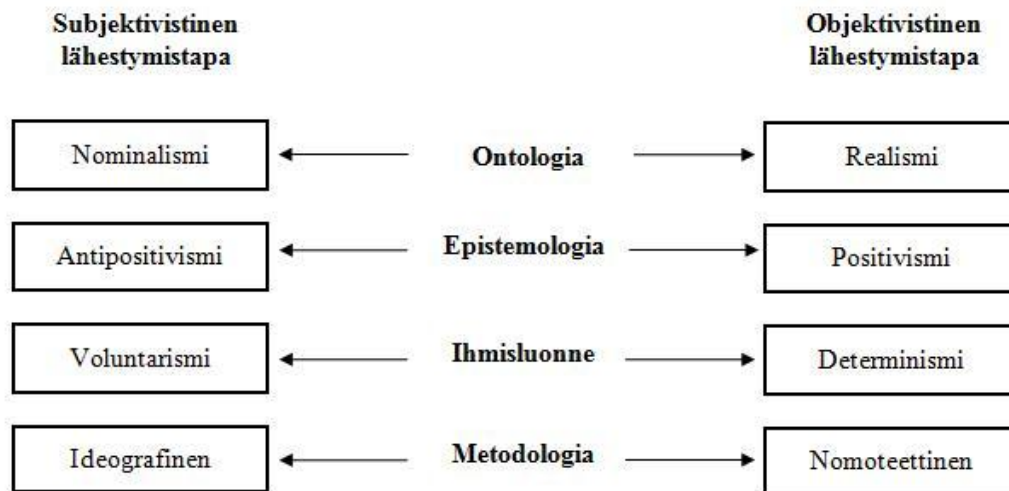 Subjektivistinen
lähestymistapa
Objektivistinen
lähestymistapa
Nominalismi
Ontologia
Realismi
Antipositivismi
Epistemologia
Positivismi
Voluntarismi
Ihmisluonne
Determinismi
Ideografinen
Metodologia
Nomoteettinen